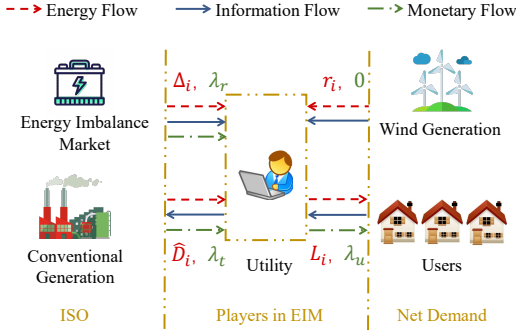 Energy Flow Information Flow Monetary Flow
Δᵢ, λᵣ rᵢ, 0
Energy Imbalance
Market
Wind Generation
Conventional
Generation
D̂ᵢ, λₜ Utility Lᵢ, λᵤ Users
ISO Players in EIM Net Demand